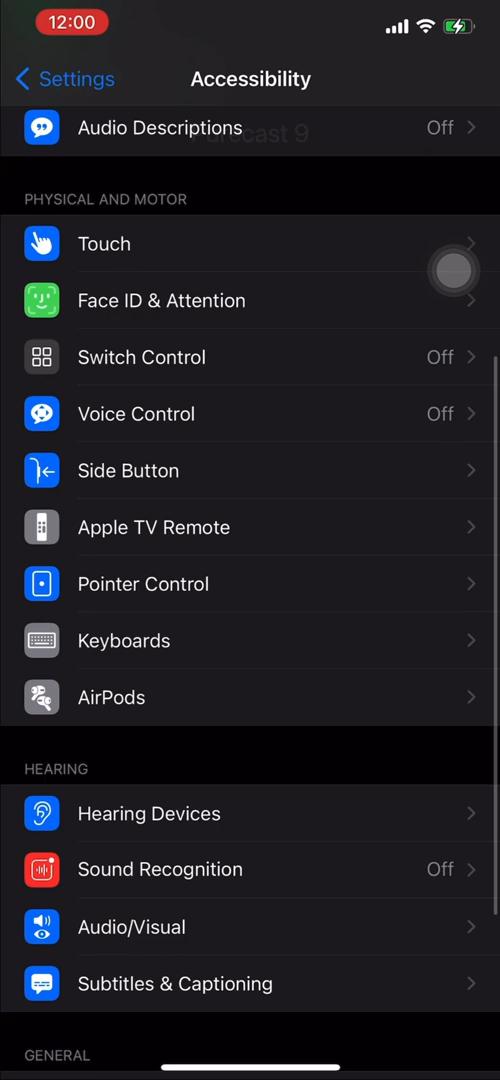 12:00
Settings
Accessibility
Audio Descriptions Off
PHYSICAL AND MOTOR
Touch
Face ID & Attention
Switch Control Off
Voice Control Off
Side Button
Apple TV Remote
Pointer Control
Keyboards
AirPods
HEARING
Hearing Devices
Sound Recognition Off
Audio/Visual
Subtitles & Captioning
GENERAL